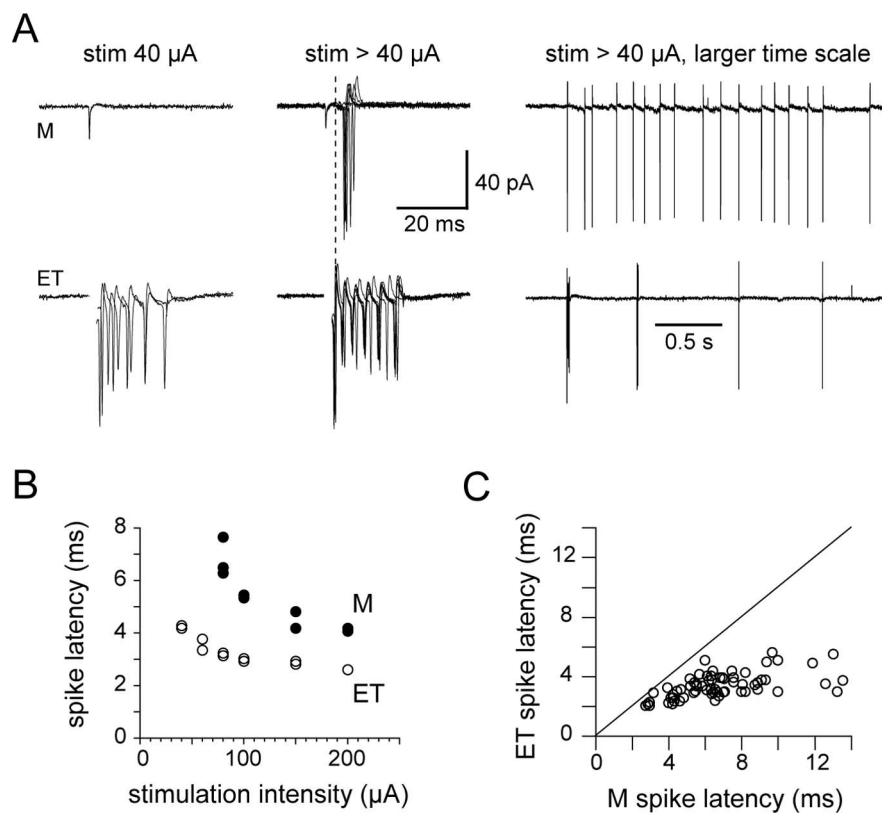 A
stim 40 µA
stim > 40 µA
stim > 40 µA, larger time scale
M
40 pA
20 ms
ET
0.5 s
B
C
spike latency (ms)
8
6
4
2
0
M
ET
0
100
200
stimulation intensity (µA)
ET spike latency (ms)
12
8
4
0
0
4
8
12
M spike latency (ms)